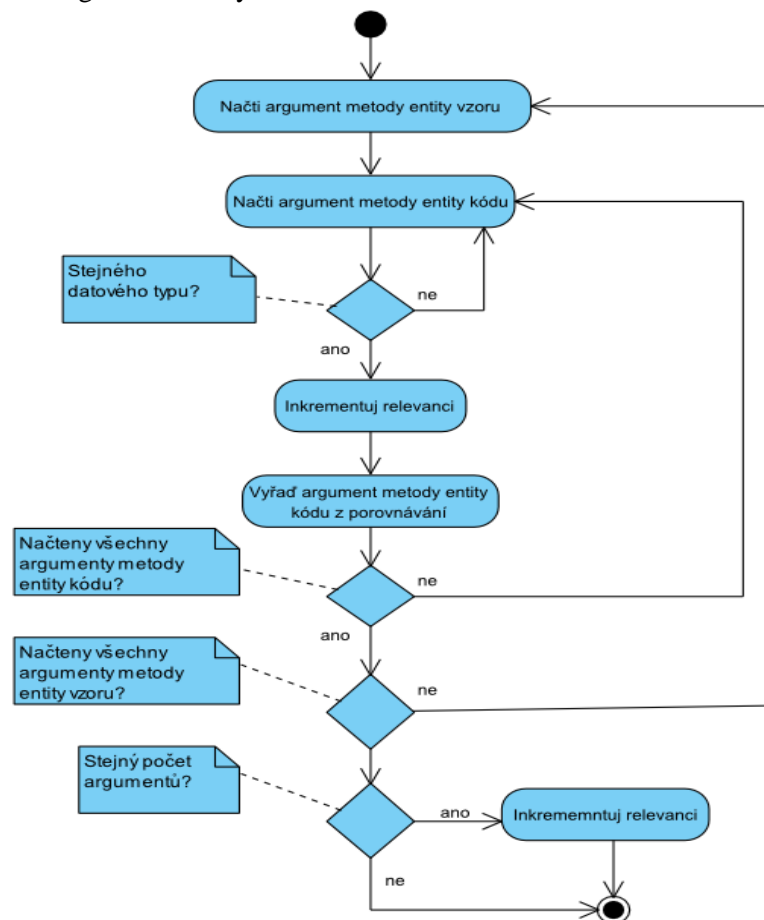 Načti argument metody entity vzoru
Načti argument metody entity kódu
Stejného
datového typu?
ne
ano
Inkrementuj relevanci
Vyřaď argument metody entity
kódu z porovnávání
Načteny všechny
argumenty metody
entity kódu?
ne
ano
Načteny všechny
argumenty metody
entity vzoru?
ne
Stejný počet
argumentů?
ano
Inkrememntuj relevanci
ne